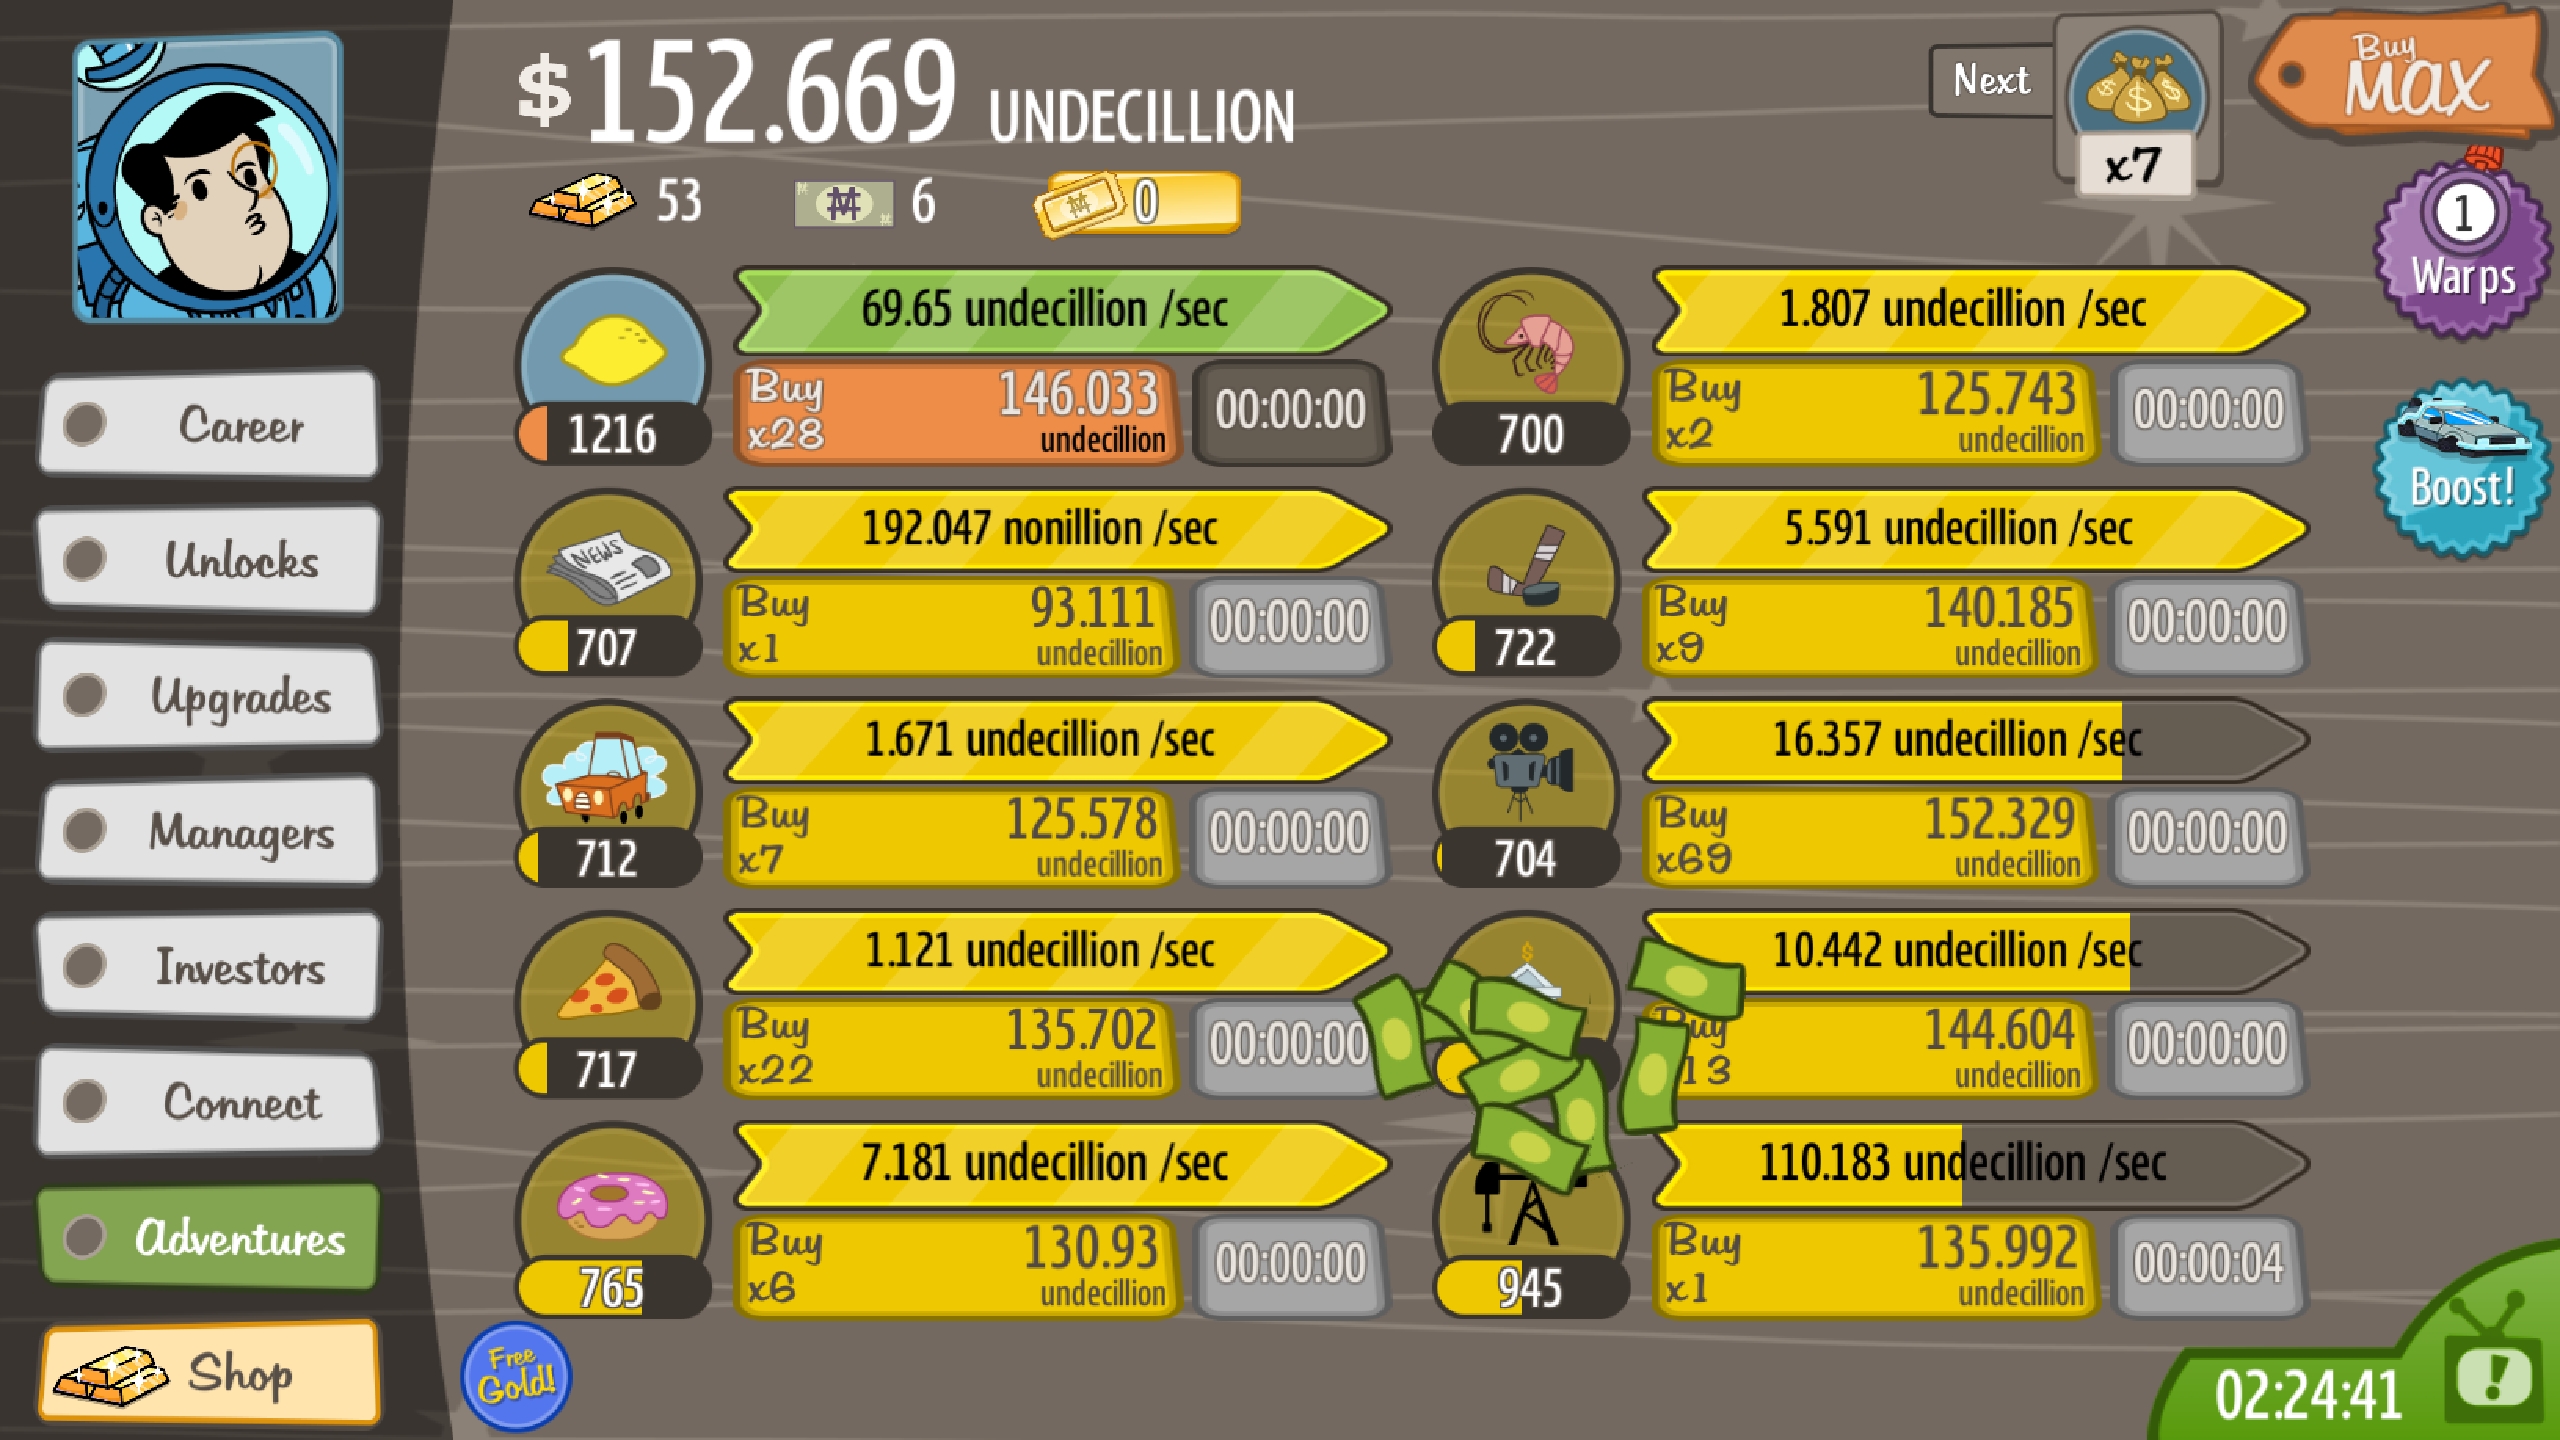 $152.669 UNDECILLION
53
6
0
Next
x7
Buy
MAX
1
Warps
Boost!
Career
Unlocks
Upgrades
Managers
Investors
Connect
Adventures
Shop
69.65 undecillion /sec
Buy
x28
146.033
undecillion
00:00:00
1216
NEWS
192.047 nonillion /sec
Buy
x1
93.111
undecillion
00:00:00
707
1.671 undecillion /sec
Buy
x7
125.578
undecillion
00:00:00
712
1.121 undecillion /sec
Buy
x22
135.702
undecillion
00:00:00
717
7.181 undecillion /sec
Buy
x6
130.93
undecillion
00:00:00
765
1.807 undecillion /sec
Buy
x2
125.743
undecillion
00:00:00
700
5.591 undecillion /sec
Buy
x9
140.185
undecillion
00:00:00
722
16.357 undecillion /sec
Buy
x69
152.329
undecillion
00:00:00
704
10.442 undecillion /sec
Buy
13
144.604
undecillion
00:00:00
110.183 undecillion /sec
Buy
x1
135.992
undecillion
00:00:04
945
Free
Gold!
02:24:41
!